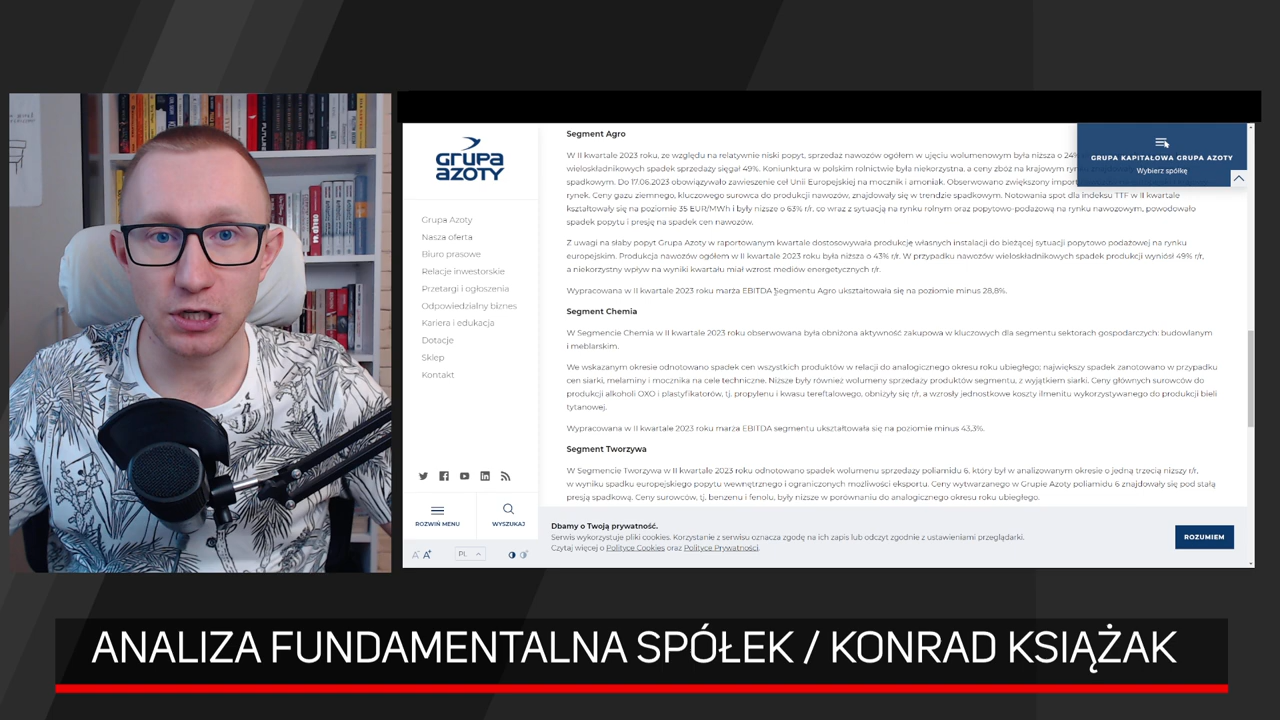 GRUPA
AZOTY
Grupa Azoty
Nasza oferta
Biuro prasowe
Relacje inwestorskie
Przetargi i ogłoszenia
Odpowiedzialny biznes
Kariera i edukacja
Dotacje
Sklep
Kontakt
ROZWIŃ MENU
WYSZUKAJ
A- A+
PL
Segment Agro
W II kwartale 2023 roku, ze względu na relatywnie niski popyt, sprzedaż nawozów ogółem w ujęciu wolumenowym była niższa o 24%
wieloskładnikowych spadek sprzedaży sięgał 49%. Koniunktura w polskim rolnictwie była niekorzystna, a ceny zbóż na krajowym rynku
spadkowym. Do 17.06.2023 obowiązywało zawieszenie ceł Unii Europejskiej na mocznik i amoniak. Obserwowano zwiększony import
rynek. Ceny gazu ziemnego, kluczowego surowca do produkcji nawozów, znajdowały się w trendzie spadkowym. Notowania spot dla indeksu TTF w II kwartale
kształtowały się na poziomie 35 EUR/MWh i były niższe o 63% r/r, co wraz z sytuacją na rynku rolnym oraz popytowo-podażową na rynku nawozowym, powodowało
spadek popytu i presję na spadek cen nawozów.
Z uwagi na słaby popyt Grupa Azoty w raportowanym kwartale dostosowywała produkcję własnych instalacji do bieżącej sytuacji popytowo podażowej na rynku
europejskim. Produkcja nawozów ogółem w II kwartale 2023 roku była niższa o 43% r/r. W przypadku nawozów wieloskładnikowych spadek produkcji wyniósł 49% r/r,
a niekorzystny wpływ na wyniki kwartału miał wzrost mediów energetycznych r/r.
Wypracowana w II kwartale 2023 roku marża EBITDA Segmentu Agro ukształtowała się na poziomie minus 28,8%.
Segment Chemia
W Segmencie Chemia w II kwartale 2023 roku obserwowana była obniżona aktywność zakupowa w kluczowych dla segmentu sektorach gospodarczych: budowlanym
i meblarskim.
We wskazanym okresie odnotowano spadek cen wszystkich produktów w relacji do analogicznego okresu roku ubiegłego; największy spadek zanotowano w przypadku
cen siarki, melaminy i mocznika na cele techniczne. Niższe były również wolumeny sprzedaży produktów segmentu, z wyjątkiem siarki. Ceny głównych surowców do
produkcji alkoholi OXO i plastyfikatorów, tj. propylenu i kwasu tereftalowego, obniżyły się r/r, a wzrosły jednostkowe koszty ilmenitu wykorzystywanego do produkcji bieli
tytanowej.
Wypracowana w II kwartale 2023 roku marża EBITDA segmentu ukształtowała się na poziomie minus 43,3%.
Segment Tworzywa
W Segmencie Tworzywa w II kwartale 2023 roku odnotowano spadek wolumenu sprzedaży poliamidu 6, który był w analizowanym okresie o jedną trzecią niższy r/r,
w wyniku spadku europejskiego popytu wewnętrznego i ograniczonych możliwości eksportu. Ceny wytwarzanego w Grupie Azoty poliamidu 6 znajdowały się pod stałą
presją spadkową. Ceny surowców, tj. benzenu i fenolu, były niższe w porównaniu do analogicznego okresu roku ubiegłego.
GRUPA KAPITAŁOWA GRUPA AZOTY
Wybierz spółkę
Dbamy o Twoją prywatność.
Serwis wykorzystuje pliki cookies. Korzystanie z serwisu oznacza zgodę na ich zapis lub odczyt zgodnie z ustawieniami przeglądarki.
Czytaj więcej o Polityce Cookies oraz Polityce Prywatności.
ROZUMIEM
ANALIZA FUNDAMENTALNA SPÓŁEK / KONRAD KSIĄŻAK